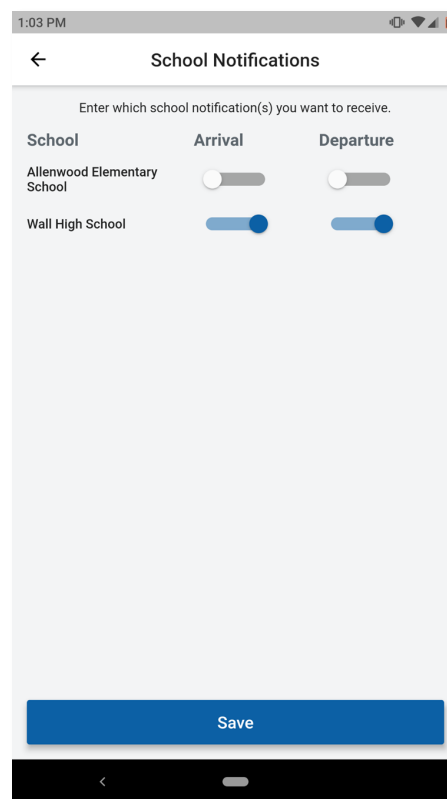 1:03 PM
School Notifications
Enter which school notification(s) you want to receive.
School Arrival Departure
Allenwood Elementary
School
Wall High School
Save